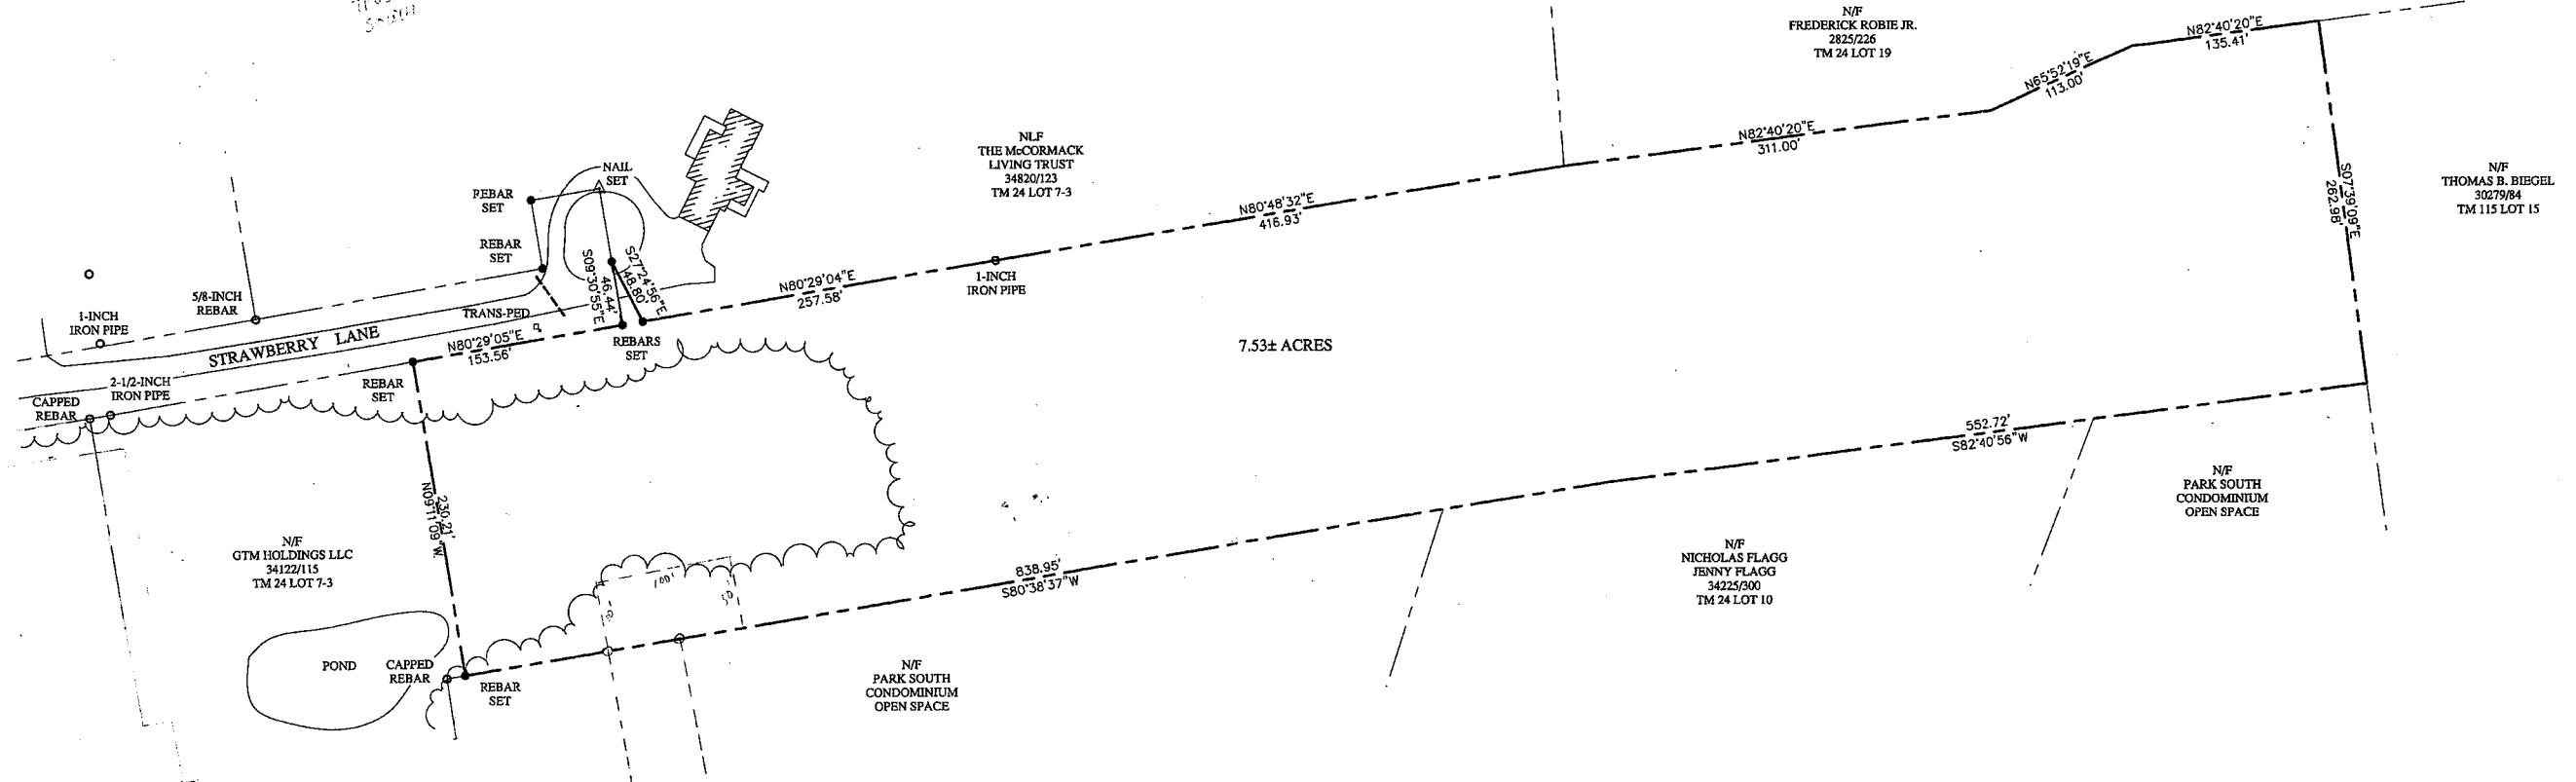 SOUTH
N/F
FREDERICK ROBIE JR.
2825/226
TM 24 LOT 19
N82°40'20"E
135.41'
N65°52'19"E
113.00'
N82°40'20"E
311.00'
S07°39'09"E
262.98'
N/F
THOMAS B. BIEGEL
30279/84
TM 115 LOT 15
NLF
THE McCORMACK
LIVING TRUST
34820/123
TM 24 LOT 7-3
N80°48'32"E
416.93'
NAIL
SET
REBAR
SET
REBAR
SET
S27°24'56"E
48.80'
S09°30'55"E
46.44'
N80°29'04"E
257.58'
1-INCH
IRON PIPE
5/8-INCH
REBAR
1-INCH
IRON PIPE
TRANS-PED
STRAWBERRY LANE
N80°29'05"E
153.56'
REBARS
SET
7.53± ACRES
2-1/2-INCH
IRON PIPE
CAPPED
REBAR
REBAR
SET
552.72'
S82°40'56"W
N/F
PARK SOUTH
CONDOMINIUM
OPEN SPACE
230.21'
N09°11'09"W
N/F
GTM HOLDINGS LLC
34122/115
TM 24 LOT 7-3
838.95'
S80°38'37"W
100'
50'
N/F
NICHOLAS FLAGG
JENNY FLAGG
34225/300
TM 24 LOT 10
POND
CAPPED
REBAR
REBAR
SET
N/F
PARK SOUTH
CONDOMINIUM
OPEN SPACE